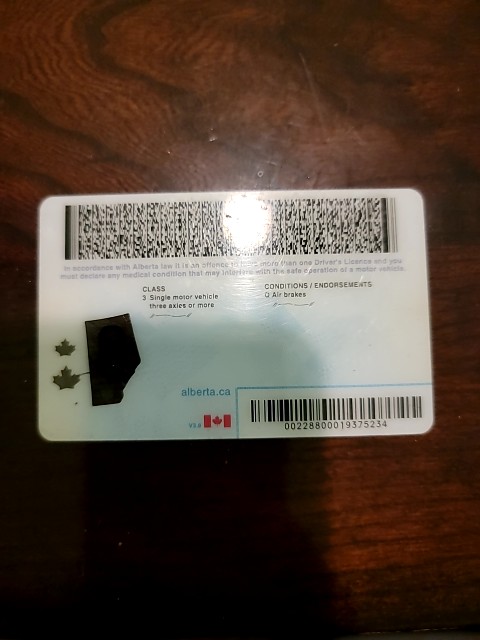 In accordance with Alberta law it is an offence to have more than one Driver's Licence and you
must declare any medical condition that may interfere with the safe operation of a motor vehicle.
CLASS
3 Single motor vehicle
three axles or more
CONDITIONS / ENDORSEMENTS
Q Air brakes
alberta.ca
V3.0
00228800019375234